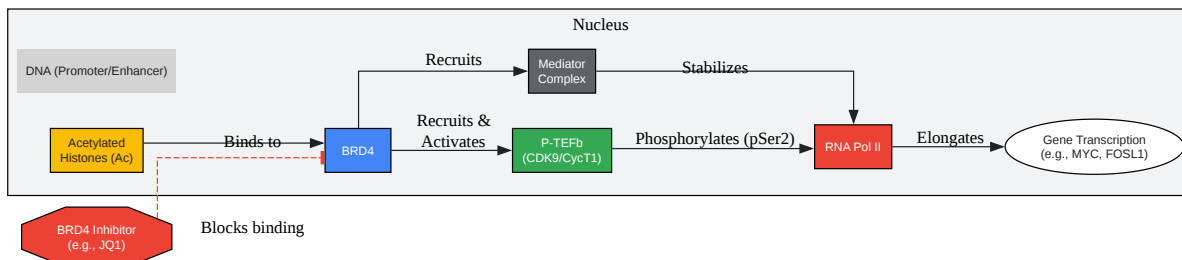 Nucleus
DNA (Promoter/Enhancer)
Recruits
Mediator
Complex
Stabilizes
Acetylated
Histones (Ac)
Binds to
BRD4
Recruits &
Activates
P-TEFb
(CDK9/CycT1)
Phosphorylates (pSer2)
RNA Pol II
Elongates
Gene Transcription
(e.g., MYC, FOSL1)
BRD4 Inhibitor
(e.g., JQ1)
Blocks binding